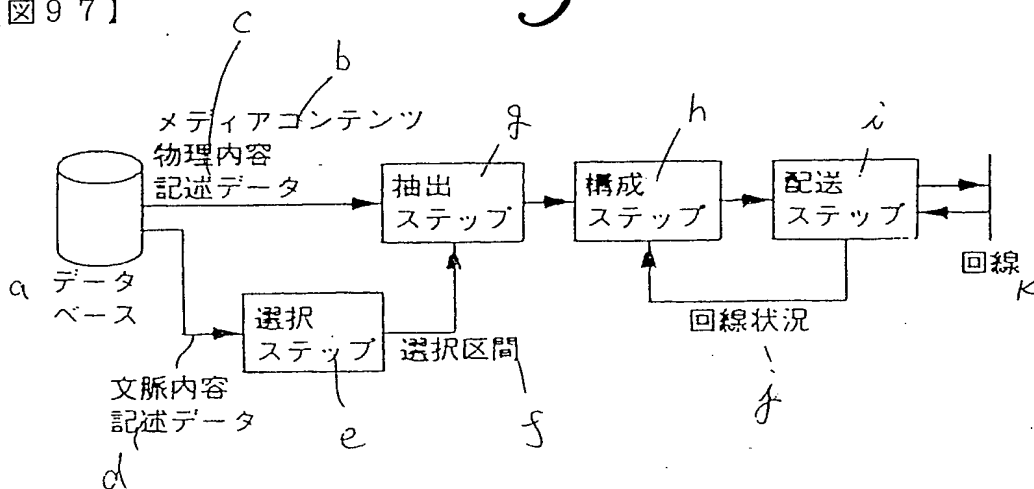 図97】
c
b
メディアコンテンツ
物理内容
記述データ
g
h
i
抽出
ステップ
構成
ステップ
配送
ステップ
a
データ
ベース
回線
K
選択
ステップ
選択区間
回線状況
文脈内容
記述データ
d
e
f
j